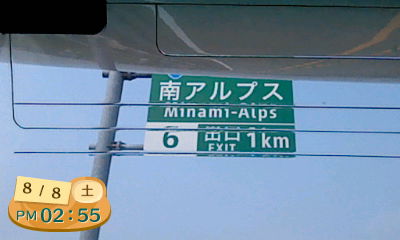 南アルプス
Minami-Alps
6 出口 1km
EXIT
8/8 土
PM 02:55